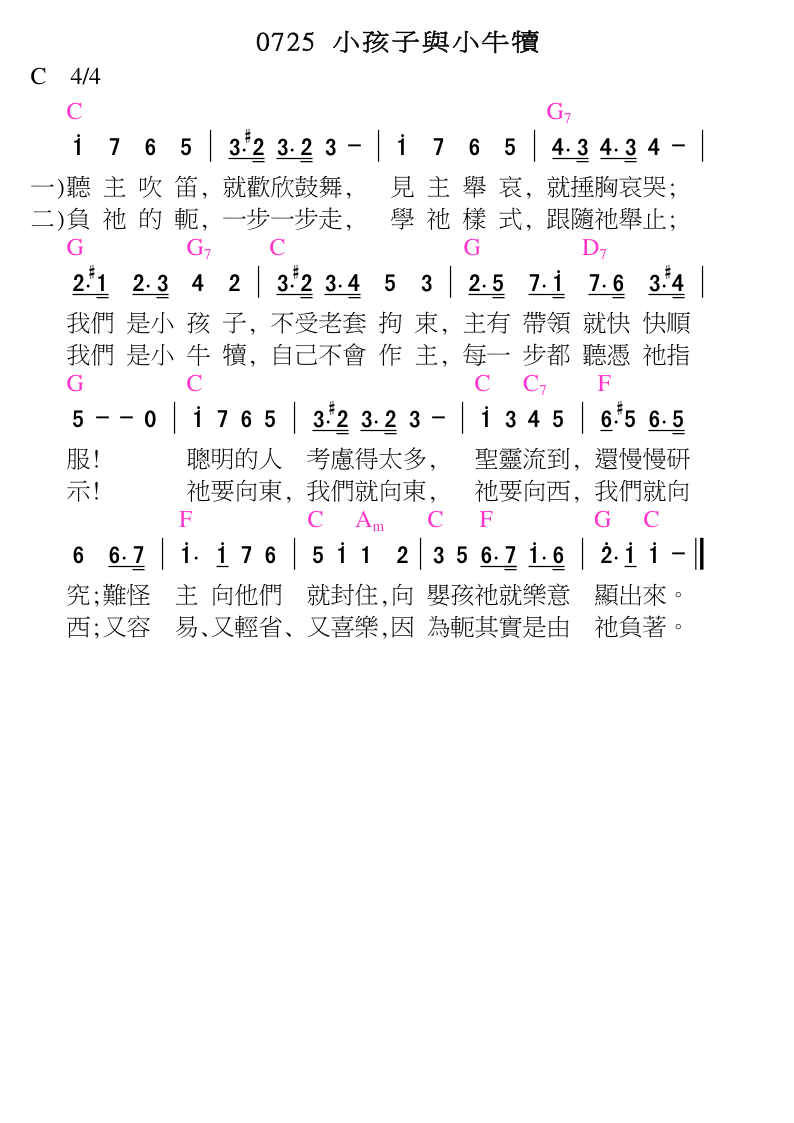 0725 小孩子與小牛犢
C 4/4
C G7
i 7 6 5 | 3.#2 3.2 3 - | i 7 6 5 | 4.3 4.3 4 - |
一)聽 主 吹 笛, 就歡欣鼓舞, 見 主 舉 哀, 就捶胸哀哭;
二)負 祂 的 軛, 一步一步走, 學 祂 樣 式, 跟隨祂舉止;
G G7 C G D7
2.#1 2.3 4 2 | 3.#2 3.4 5 3 | 2.5 7.i 7.6 3.#4 |
我們 是小 孩 子, 不受老套 拘 束, 主有 帶領 就快 快順
我們 是小 牛 犢, 自己不會 作 主, 每一 步都 聽憑 祂指
G C C C7 F
5 - - 0 | i 7 6 5 | 3.#2 3.2 3 - | i 3 4 5 | 6.#5 6.5
服! 聰明的人 考慮得太多, 聖靈流到, 還慢慢研
示! 祂要向東, 我們就向東, 祂要向西, 我們就向
F C Am C F G C
6 6.7 | i. i 7 6 | 5 i 1 2 | 3 5 6.7 i.6 | 2.i i - ‖
究;難怪 主 向他們 就封住,向 嬰孩祂就樂意 顯出來。
西;又容 易、又輕省、 又喜樂,因 為軛其實是由 祂負著。